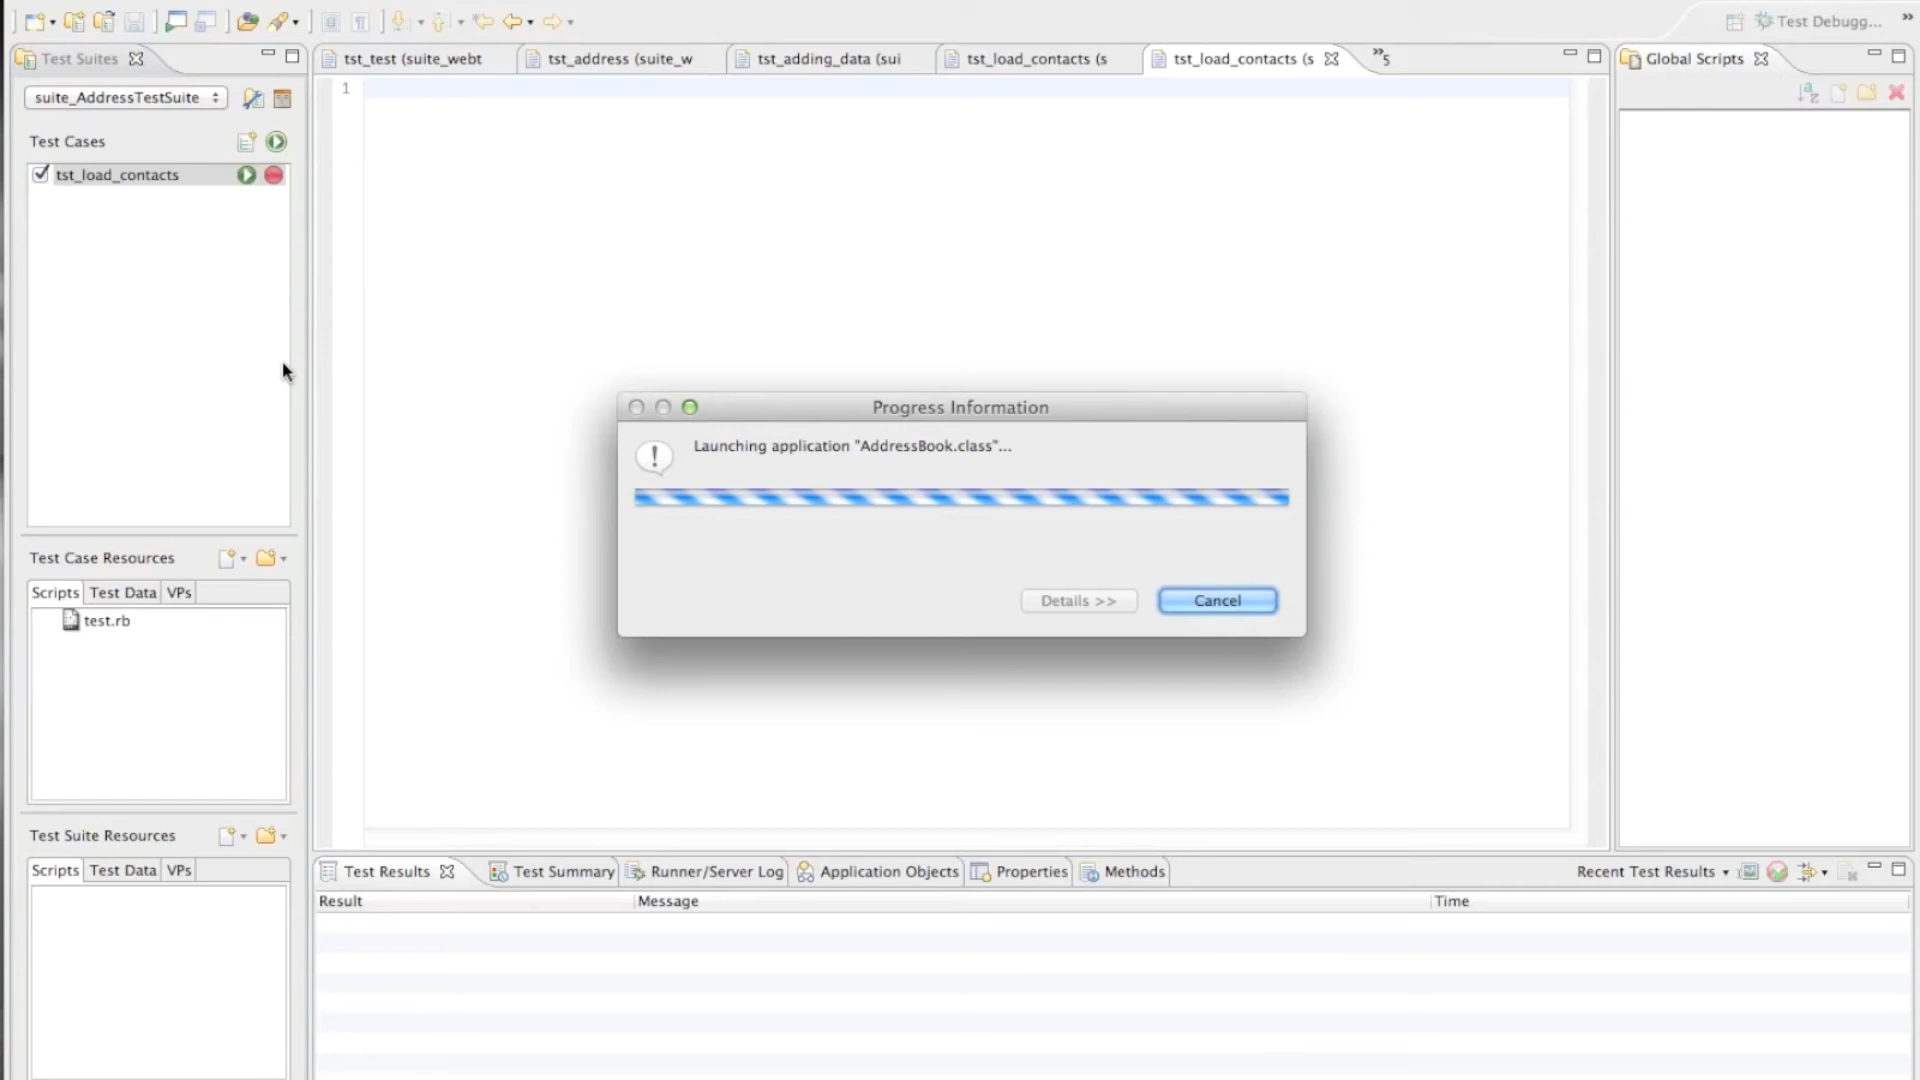 Test Debugg...
Test Suites
tst_test (suite_webt
tst_address (suite_w
tst_adding_data (sui
tst_load_contacts (s
tst_load_contacts (s
»5
Global Scripts
suite_AddressTestSuite
1
Test Cases
tst_load_contacts
Progress Information
Launching application "AddressBook.class"...
Details >>
Cancel
Test Case Resources
Scripts
Test Data
VPs
test.rb
Test Suite Resources
Scripts
Test Data
VPs
Test Results
Test Summary
Runner/Server Log
Application Objects
Properties
Methods
Recent Test Results
Result
Message
Time